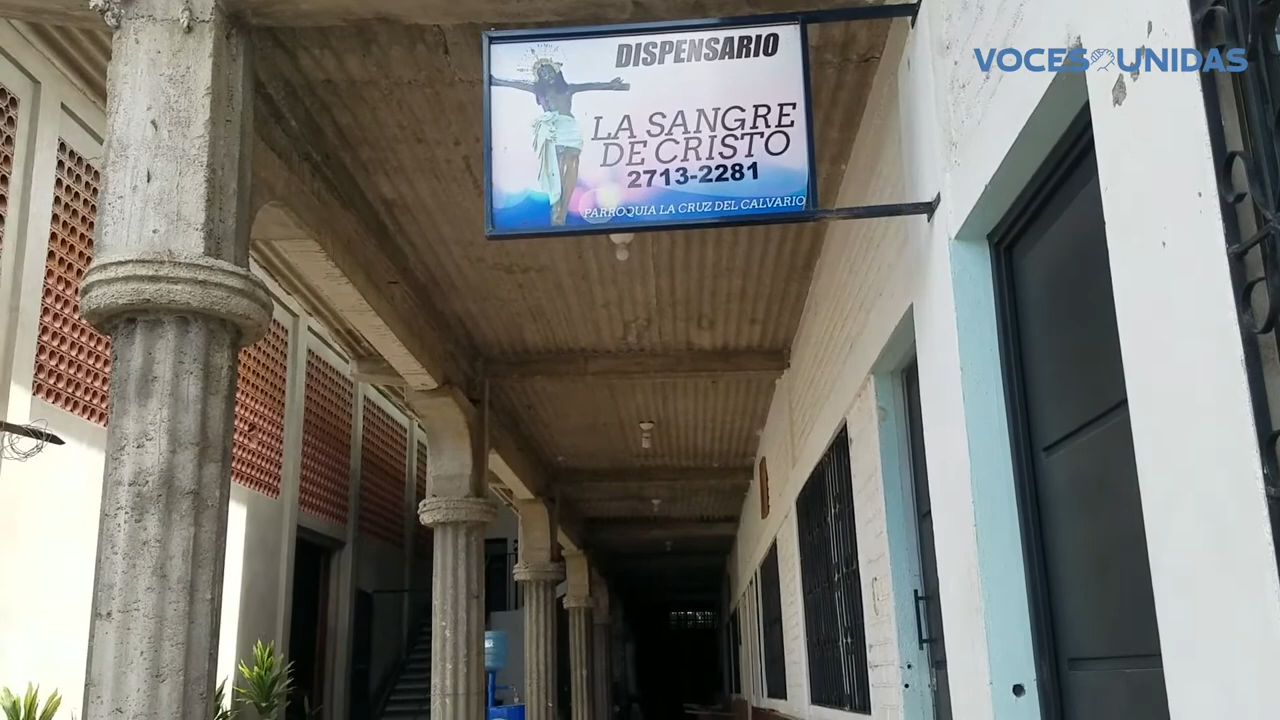 VOCES UNIDAS
DISPENSARIO
LA SANGRE
DE CRISTO
2713-2281
PARROQUIA LA CRUZ DEL CALVARIO